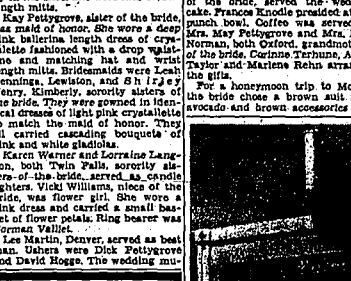 ngth mitts.
Kay Pettygrove, sister of the bride,
as maid of honor. She wore a deep
ink ballerina length dress of crys-
alette fashioned with a drop waist-
ne and matching hat and wrist
ngth mitts. Bridesmaids were Leah
ennings, Lewiston, and Shirley
enry, Kimberly, sorority sisters of
he bride. They were gowned in iden-
cal dresses of light pink crystallette
o match the maid of honor. They
ll carried cascading bouquets of
ink and white gladiolas.
Karen Warner and Lorraine Lang-
on, both Twin Falls, sorority sis-
ers of the bride, served as candle
ghters. Vicki Williams, niece of the
ride, was flower girl. She wore a
ink dress and carried a small bas-
et of flower petals. Ring bearer was
orman Valliet.
Lee Martin, Denver, served as best
an. Ushers were Dick Pettygrove
nd David Hogge. The wedding mu-
of the bride, served the wed
cake. Frances Knodle presided at
punch bowl. Coffee was served
Mrs. May Pettygrove and Mrs.
Norman, both Oxford, grandmot
of the bride. Corinne Terhune, A
Taylor and Marlene Rehn arra
the gifts.
For a honeymoon trip to Mo
the bride chose a brown suit
avocado and brown accessories